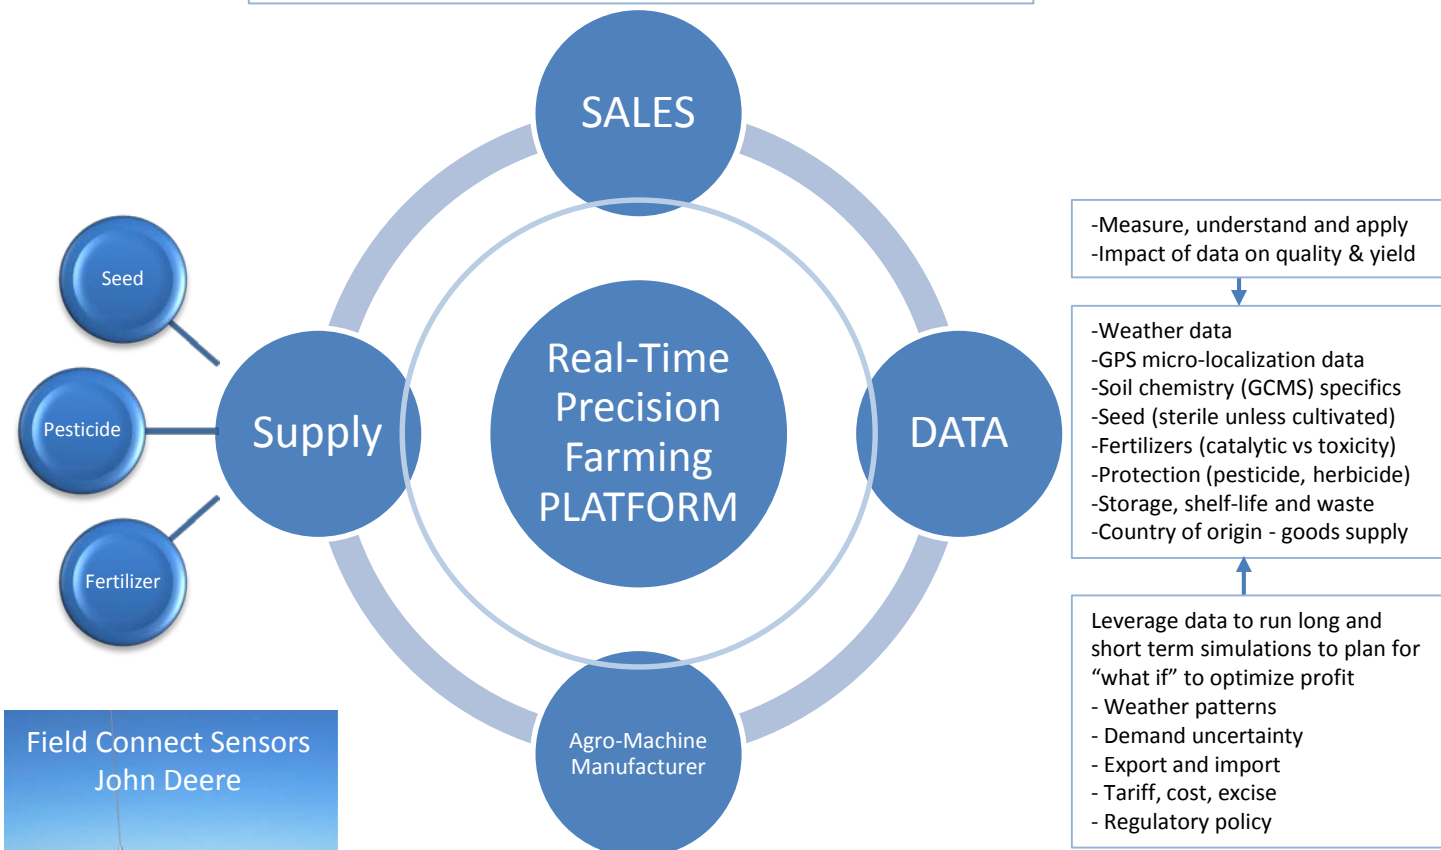 SALES
Seed
Pesticide
Fertilizer
Supply
Real-Time
Precision
Farming
PLATFORM
DATA
Agro-Machine
Manufacturer
-Measure, understand and apply
-Impact of data on quality & yield
-Weather data
-GPS micro-localization data
-Soil chemistry (GCMS) specifics
-Seed (sterile unless cultivated)
-Fertilizers (catalytic vs toxicity)
-Protection (pesticide, herbicide)
-Storage, shelf-life and waste
-Country of origin - goods supply
Leverage data to run long and
short term simulations to plan for
“what if” to optimize profit
- Weather patterns
- Demand uncertainty
- Export and import
- Tariff, cost, excise
- Regulatory policy
Field Connect Sensors
John Deere